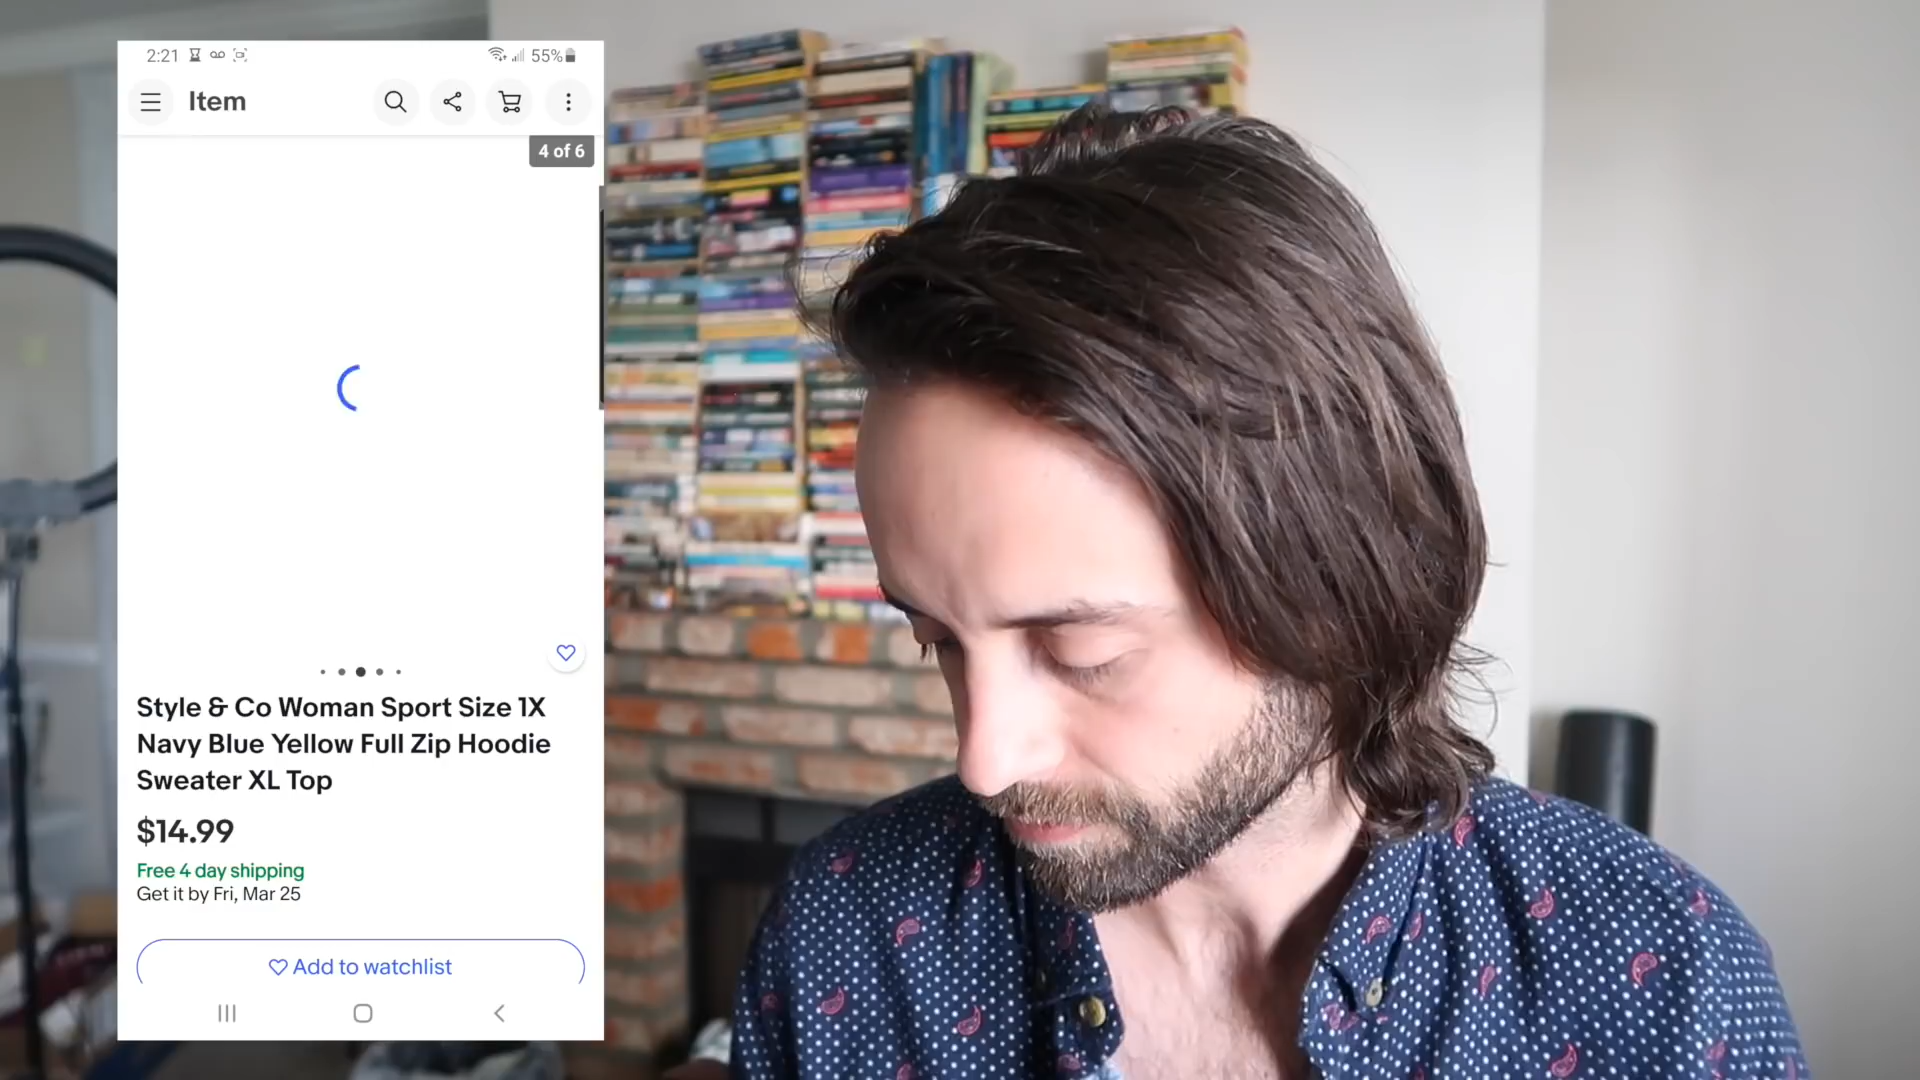 2:21
55%
Item
4 of 6
Style & Co Woman Sport Size 1X
Navy Blue Yellow Full Zip Hoodie
Sweater XL Top
$14.99
Free 4 day shipping
Get it by Fri, Mar 25
Add to watchlist